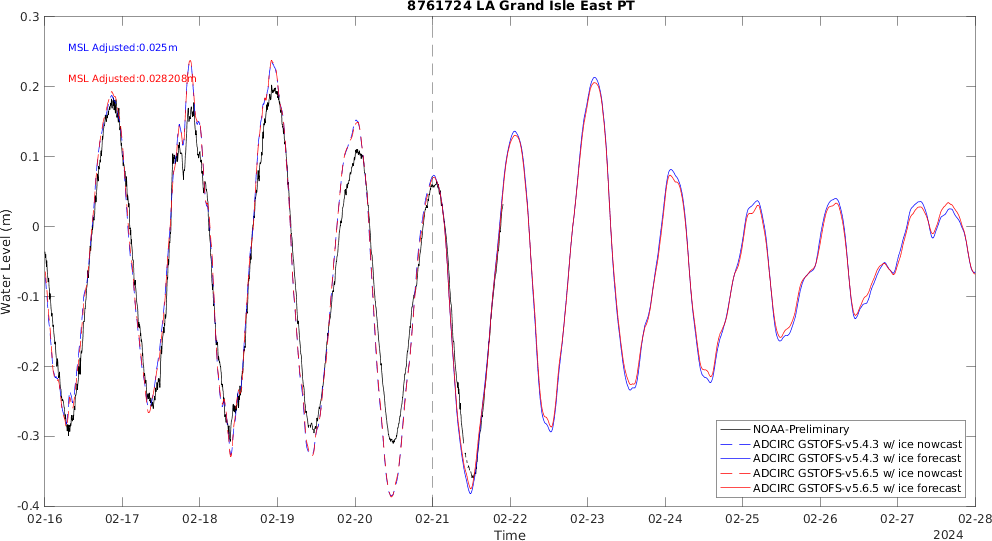 8761724 LA Grand Isle East PT
MSL Adjusted:0.025m
MSL Adjusted:0.028208m
Water Level (m)
0.3
0.2
0.1
0
-0.1
-0.2
-0.3
-0.4
NOAA-Preliminary
ADCIRC GSTOFS-v5.4.3 w/ ice nowcast
ADCIRC GSTOFS-v5.4.3 w/ ice forecast
ADCIRC GSTOFS-v5.6.5 w/ ice nowcast
ADCIRC GSTOFS-v5.6.5 w/ ice forecast
02-16 02-17 02-18 02-19 02-20 02-21 02-22 02-23 02-24 02-25 02-26 02-27 02-28
Time
2024